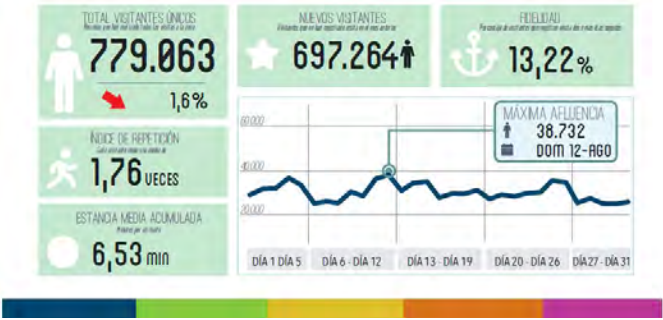 TOTAL VISITANTES ÚNICOS
779.063
1,6%
NUEVOS VISITANTES
697.264
FIDELIDAD
13,22%
ÍNDICE DE REPETICIÓN
1,76 VECES
ESTANCIA MEDIA ACUMULADA
6,53 min
60.000
40.000
20.000
MÁXIMA AFLUENCIA
38.732
DOM 12-AGO
DÍA 1 DÍA 5
DÍA 6 - DÍA 12
DÍA 13 - DÍA 19
DÍA 20 - DÍA 26
DÍA 27 - DÍA 31